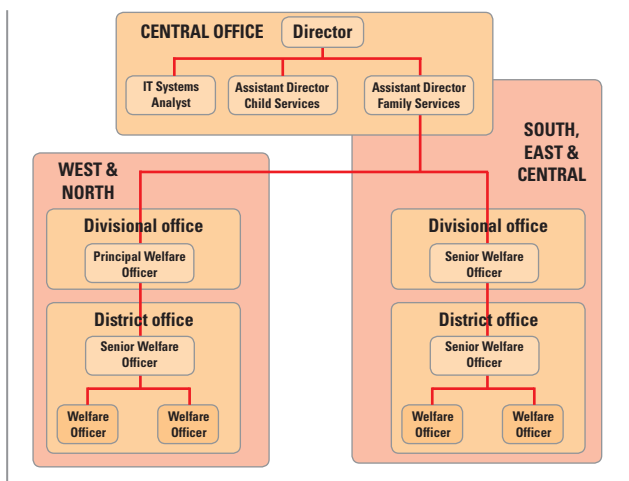 CENTRAL OFFICE
Director
IT Systems
Analyst
Assistant Director
Child Services
Assistant Director
Family Services
WEST &
NORTH
SOUTH,
EAST &
CENTRAL
Divisional office
Principal Welfare
Officer
Divisional office
Senior Welfare
Officer
District office
Senior Welfare
Officer
Welfare
Officer
Welfare
Officer
District office
Senior Welfare
Officer
Welfare
Officer
Welfare
Officer